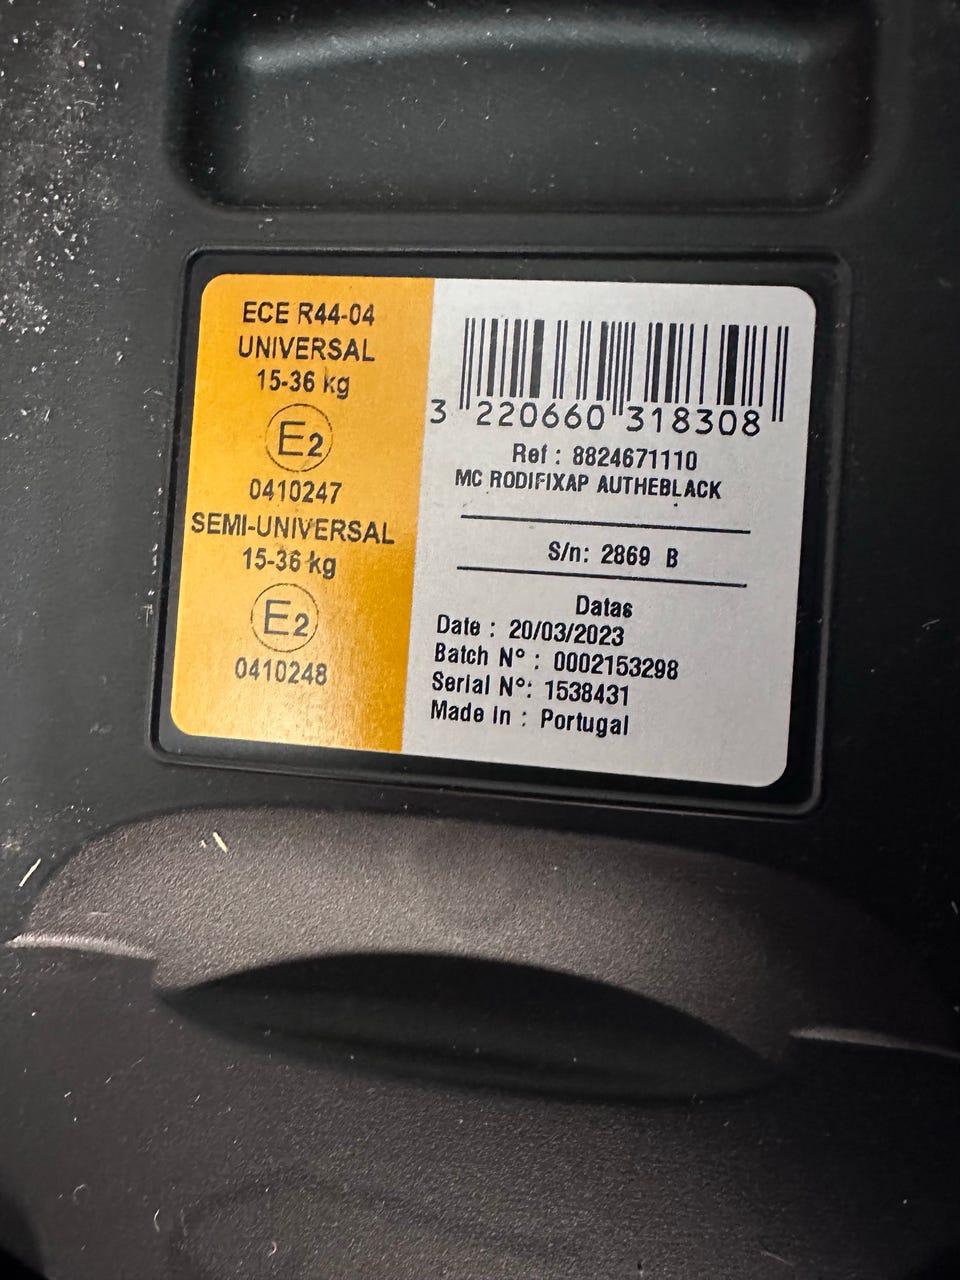 ECE R44-04
UNIVERSAL
15-36 kg
E2
0410247
SEMI-UNIVERSAL
15-36 kg
E2
0410248
3 220660 318308
Ref : 8824671110
MC RODIFIXAP AUTHEBLACK
S/n: 2869 B
Datas
Date : 20/03/2023
Batch N° : 0002153298
Serial N°: 1538431
Made in : Portugal